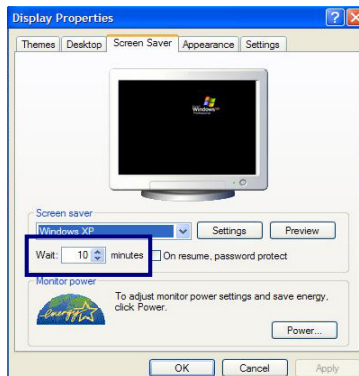 Display Properties
Themes Desktop Screen Saver Appearance Settings
Windows xp
Screen saver
Windows XP Settings Preview
Wait: 10 minutes On resume, password protect
Monitor power
To adjust monitor power settings and save energy,
click Power.
energy
Power...
OK Cancel Apply